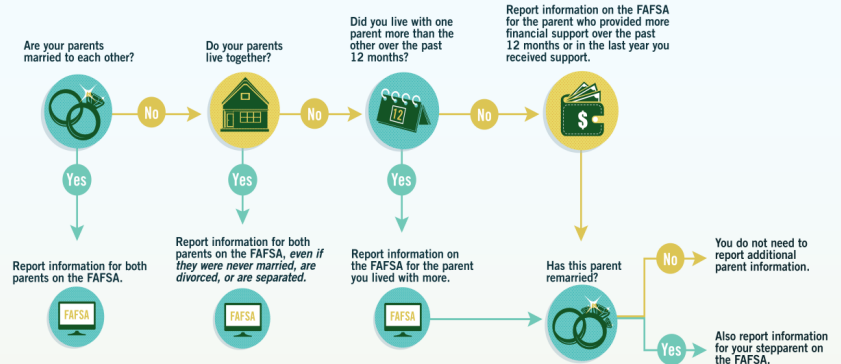 Are your parents
married to each other?
No
Yes
Report information for both
parents on the FAFSA.
FAFSA
Do your parents
live together?
No
Yes
Report information for both
parents on the FAFSA, even if
they were never married, are
divorced, or are separated.
FAFSA
Did you live with one
parent more than the
other over the past
12 months?
12
No
Yes
Report information on
the FAFSA for the parent
you lived with more.
FAFSA
Report information on the FAFSA
for the parent who provided more
financial support over the past
12 months or in the last year you
received support.
$
Has this parent
remarried?
No
You do not need to
report additional
parent information.
Yes
Also report information
for your stepparent on
the FAFSA.